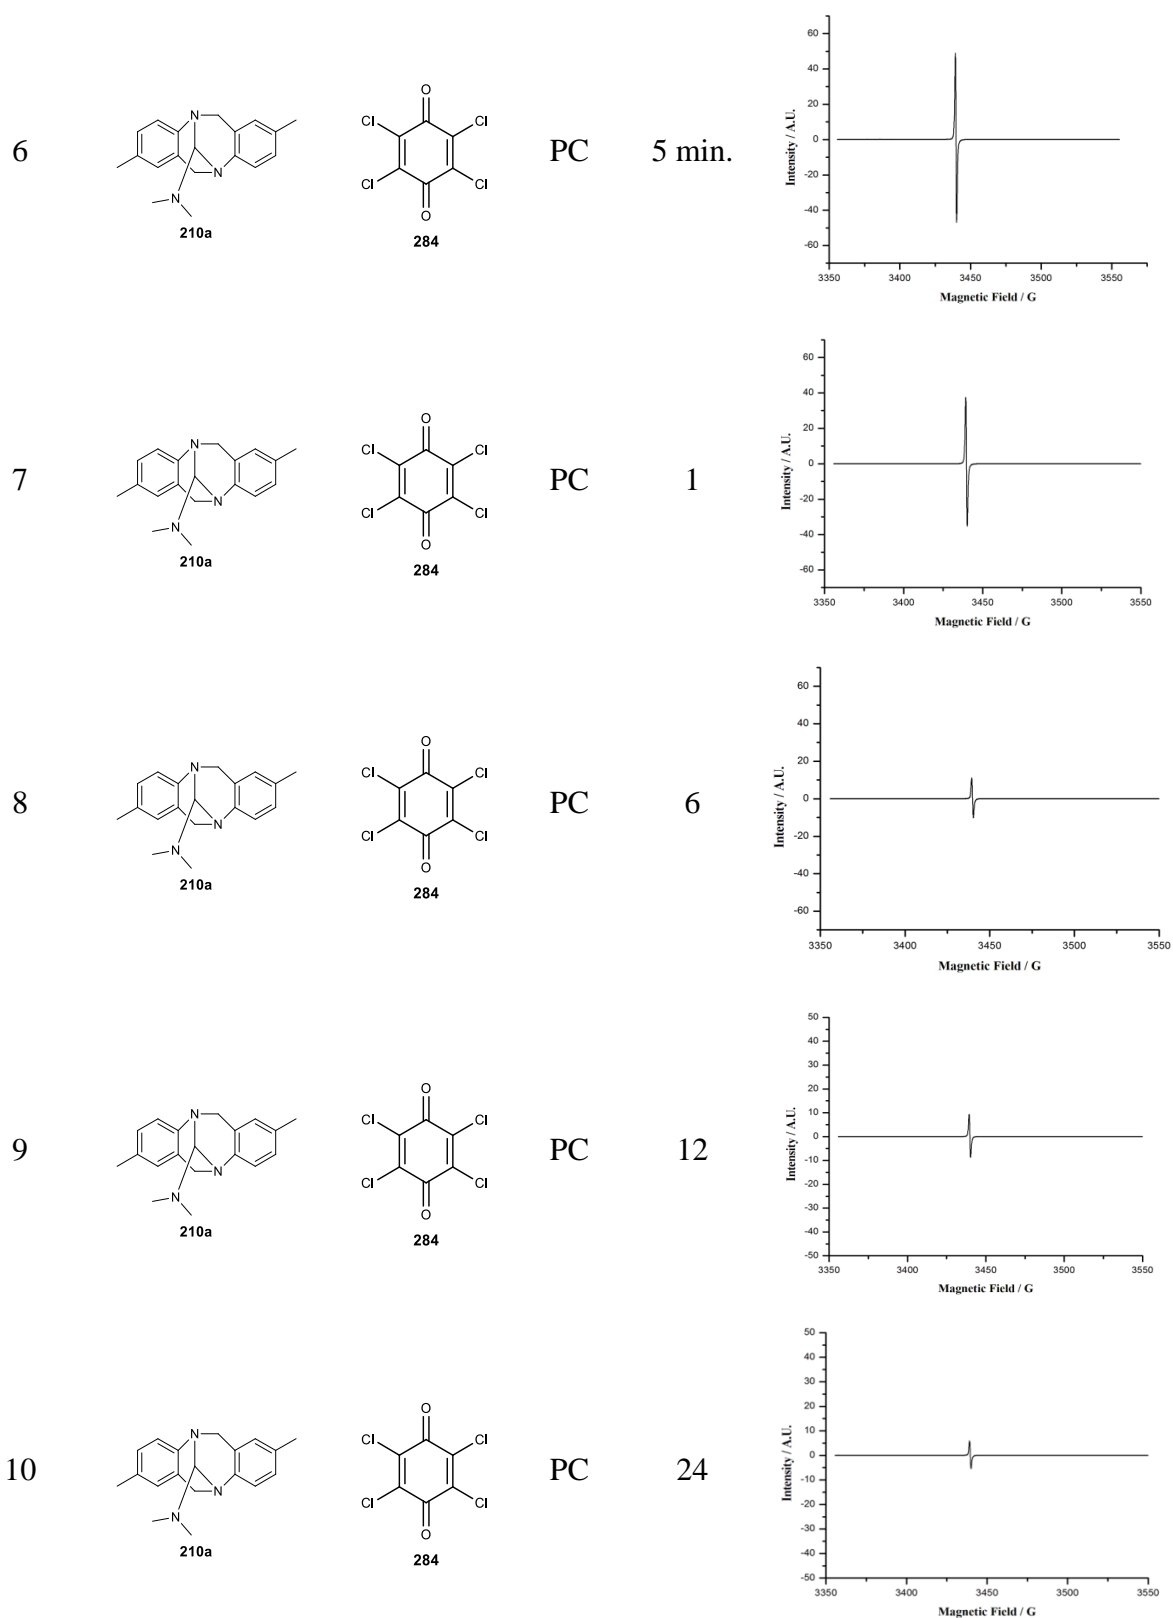 6
N
N
N
210a
O
Cl
Cl
Cl
Cl
O
284
PC
5 min.
Intensity / A.U.
60
40
20
0
-20
-40
-60
3350 3400 3450 3500 3550
Magnetic Field / G
7
N
N
N
210a
O
Cl
Cl
Cl
Cl
O
284
PC
1
Intensity / A.U.
60
40
20
0
-20
-40
-60
3350 3400 3450 3500 3550
Magnetic Field / G
8
N
N
N
210a
O
Cl
Cl
Cl
Cl
O
284
PC
6
Intensity / A.U.
60
40
20
0
-20
-40
-60
3350 3400 3450 3500 3550
Magnetic Field / G
9
N
N
N
210a
O
Cl
Cl
Cl
Cl
O
284
PC
12
Intensity / A.U.
50
40
30
20
10
0
-10
-20
-30
-40
-50
3350 3400 3450 3500 3550
Magnetic Field / G
10
N
N
N
210a
O
Cl
Cl
Cl
Cl
O
284
PC
24
Intensity / A.U.
50
40
30
20
10
0
-10
-20
-30
-40
-50
3350 3400 3450 3500 3550
Magnetic Field / G